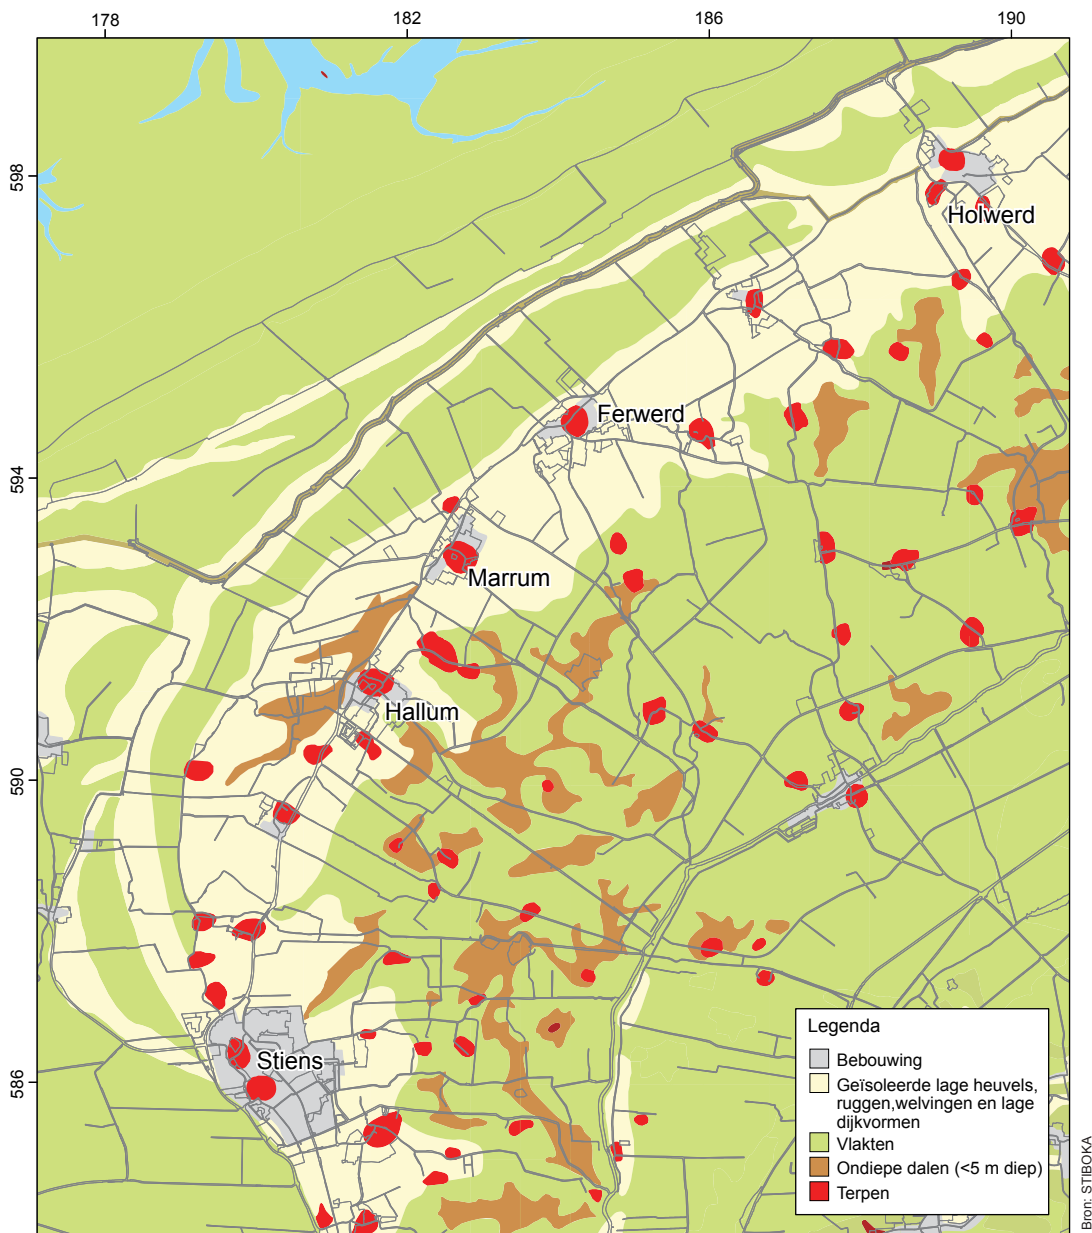 178 182 186 190
598
Holwerd
Ferwerd
594
Marrum
Hallum
590
Stiens
586
Legenda
Bebouwing
Geïsoleerde lage heuvels,
ruggen,welvingen en lage
dijkvormen
Vlakten
Ondiepe dalen (<5 m diep)
Terpen
Bron: STIBOKA